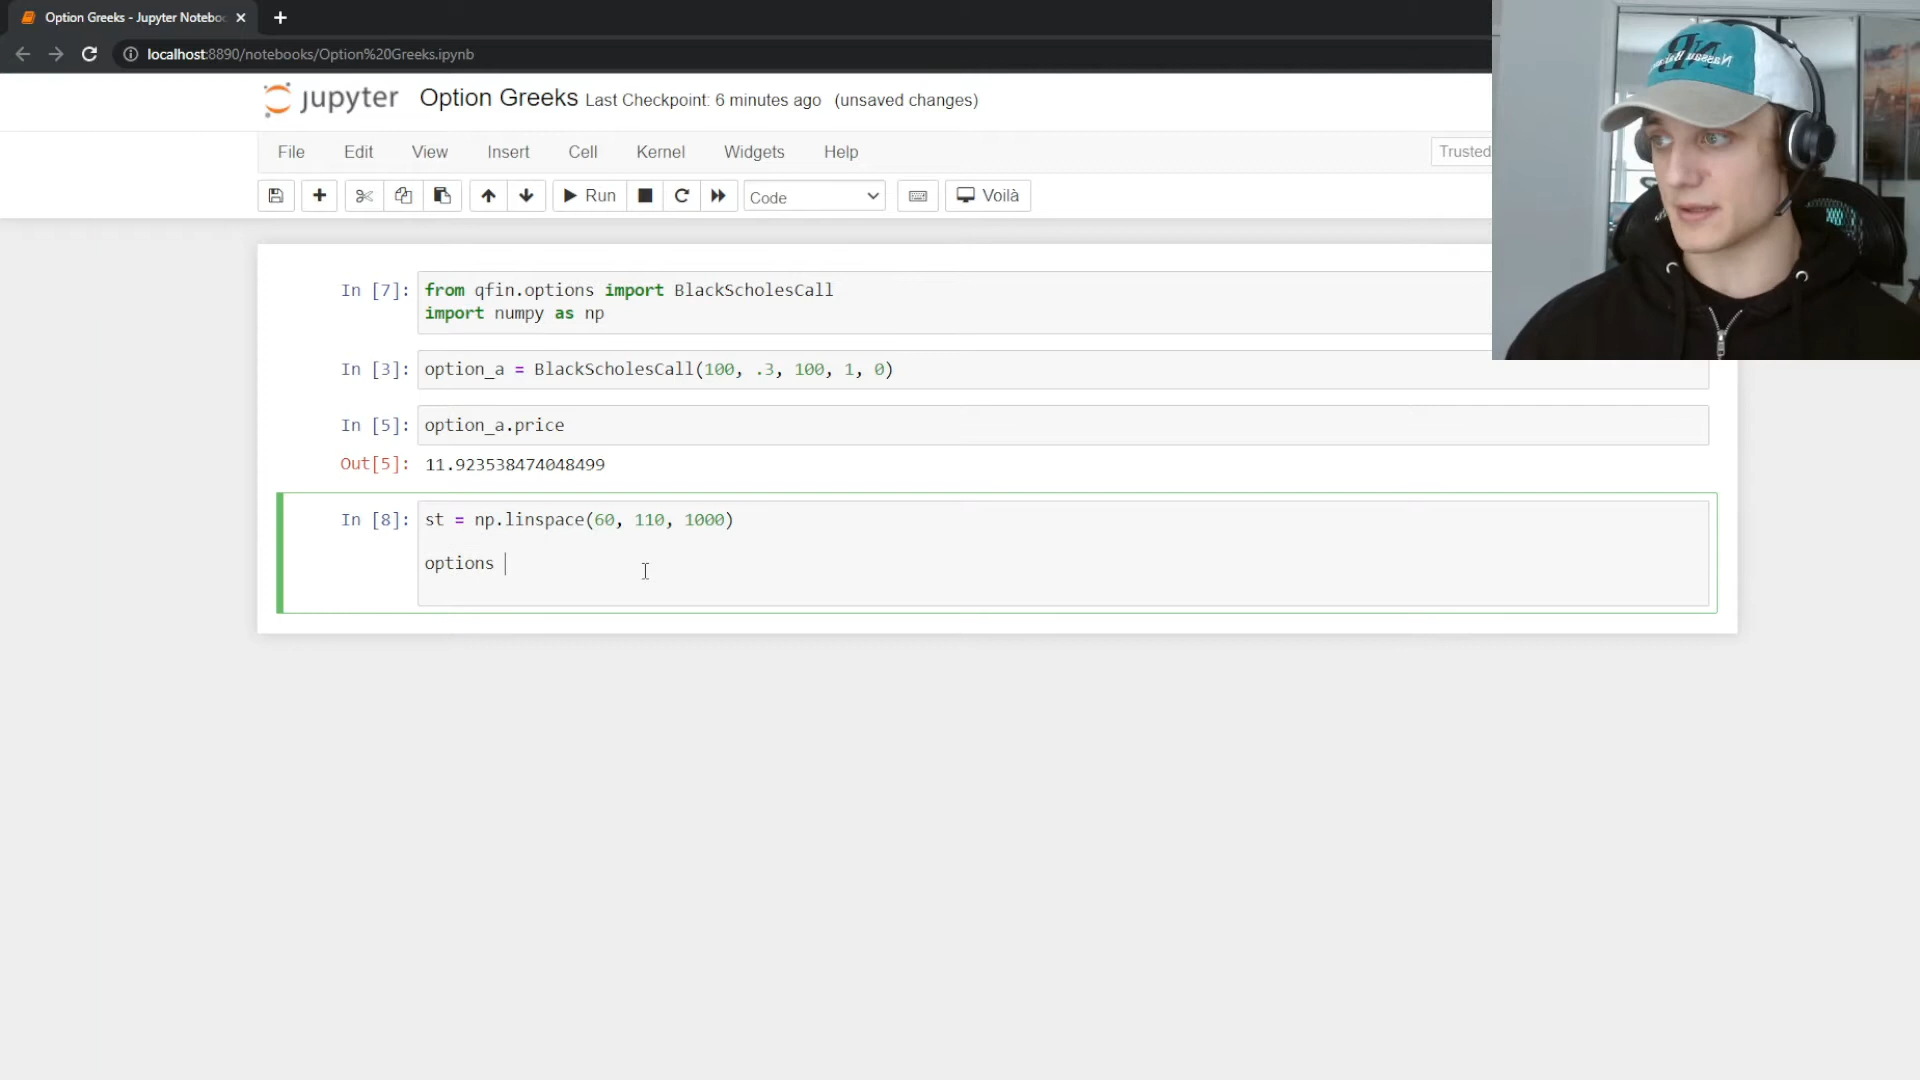 Option Greeks - Jupyter Noteboo
localhost:8890/notebooks/Option%20Greeks.ipynb
jupyter Option Greeks Last Checkpoint: 6 minutes ago (unsaved changes)
File Edit View Insert Cell Kernel Widgets Help Trusted
Run Code Voilà
In [7]: from qfin.options import BlackScholesCall
import numpy as np
In [3]: option_a = BlackScholesCall(100, .3, 100, 1, 0)
In [5]: option_a.price
Out[5]: 11.923538474048499
In [8]: st = np.linspace(60, 110, 1000)
options